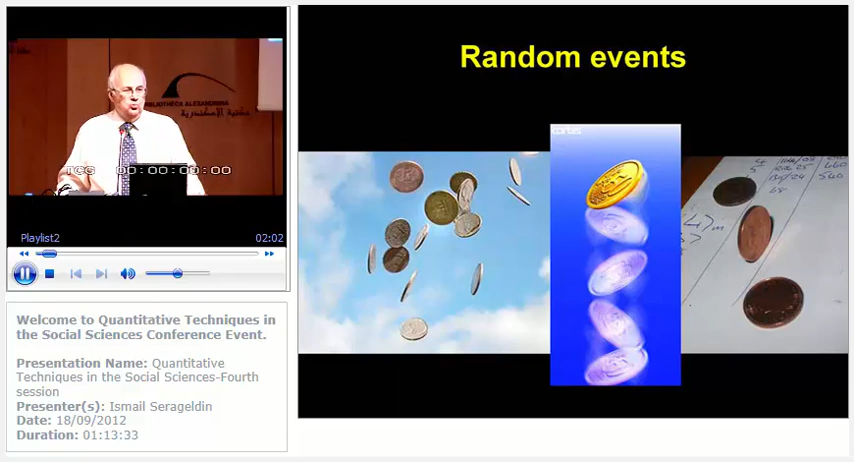 BIBLIOTHECA ALEXANDRINA
مكتبة الإسكندرية
TCG 00:00:00:00
Playlist2 02:02
Welcome to Quantitative Techniques in
the Social Sciences Conference Event.
Presentation Name: Quantitative
Techniques in the Social Sciences-Fourth
session
Presenter(s): Ismail Serageldin
Date: 18/09/2012
Duration: 01:13:33
Random events
corbis